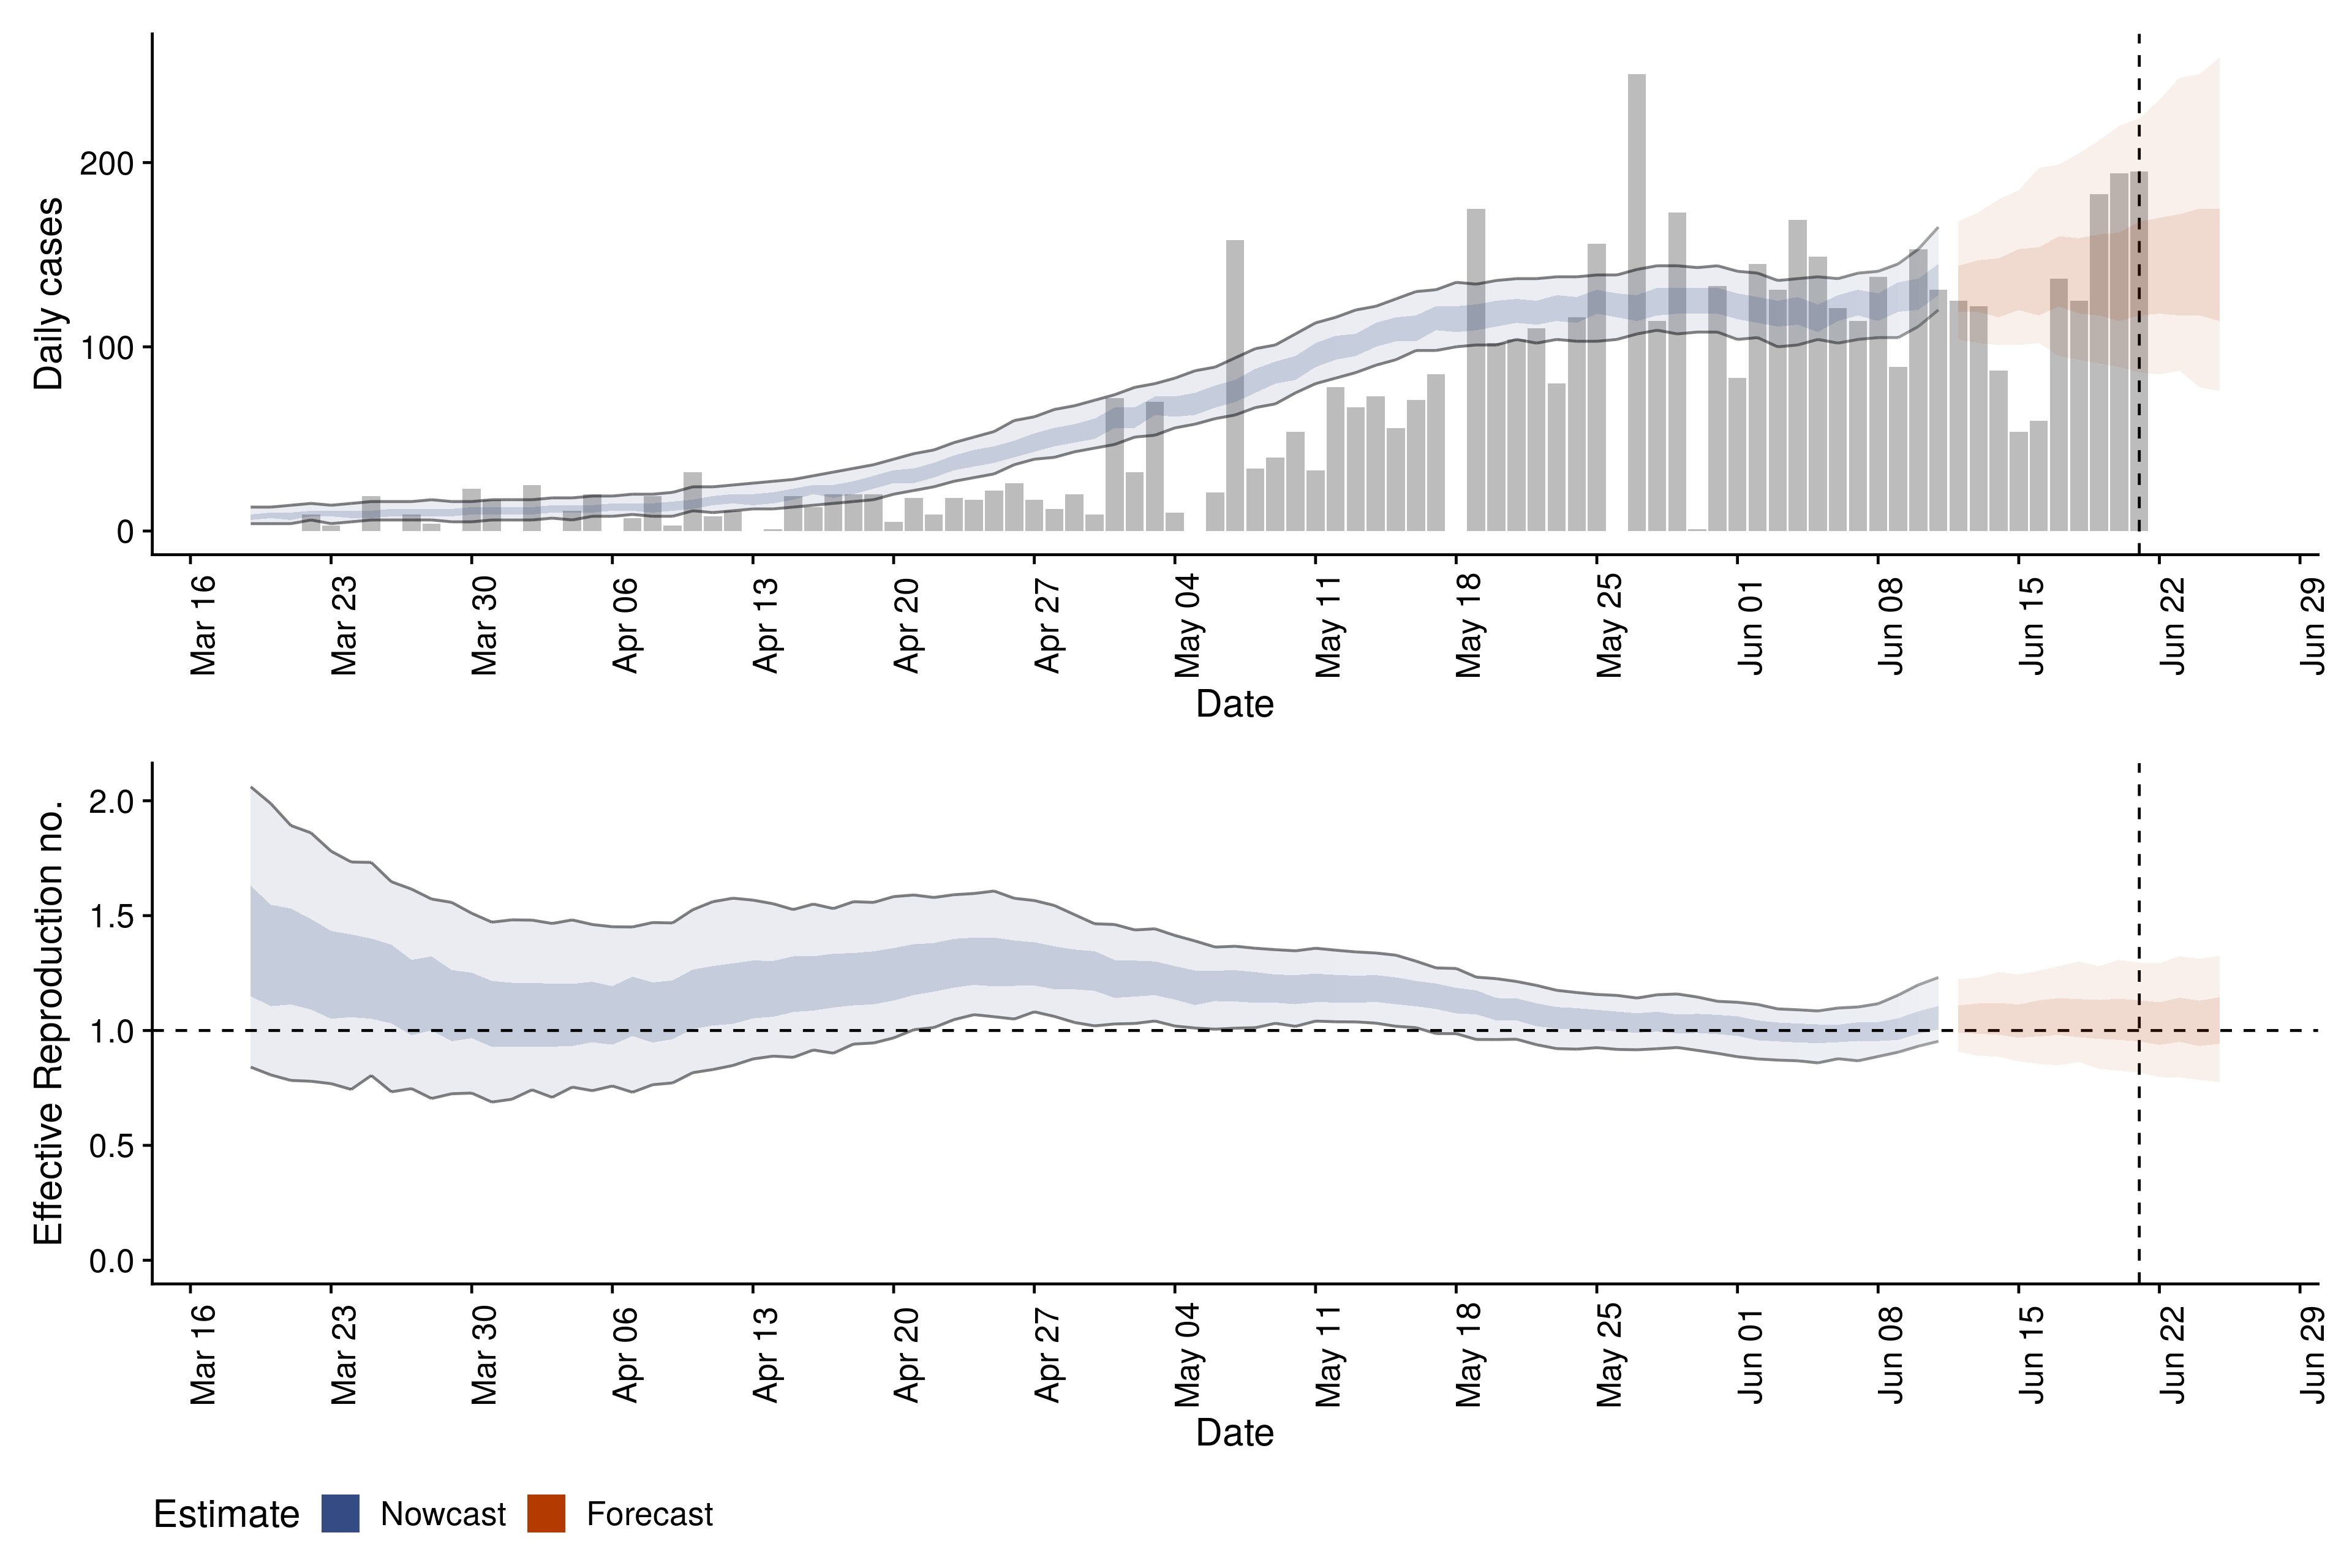 Daily cases
200
100
0
Mar 16 Mar 23 Mar 30 Apr 06 Apr 13 Apr 20 Apr 27 May 04 May 11 May 18 May 25 Jun 01 Jun 08 Jun 15 Jun 22 Jun 29
Date
Effective Reproduction no.
2.0
1.5
1.0
0.5
0.0
Mar 16 Mar 23 Mar 30 Apr 06 Apr 13 Apr 20 Apr 27 May 04 May 11 May 18 May 25 Jun 01 Jun 08 Jun 15 Jun 22 Jun 29
Date
Estimate Nowcast Forecast